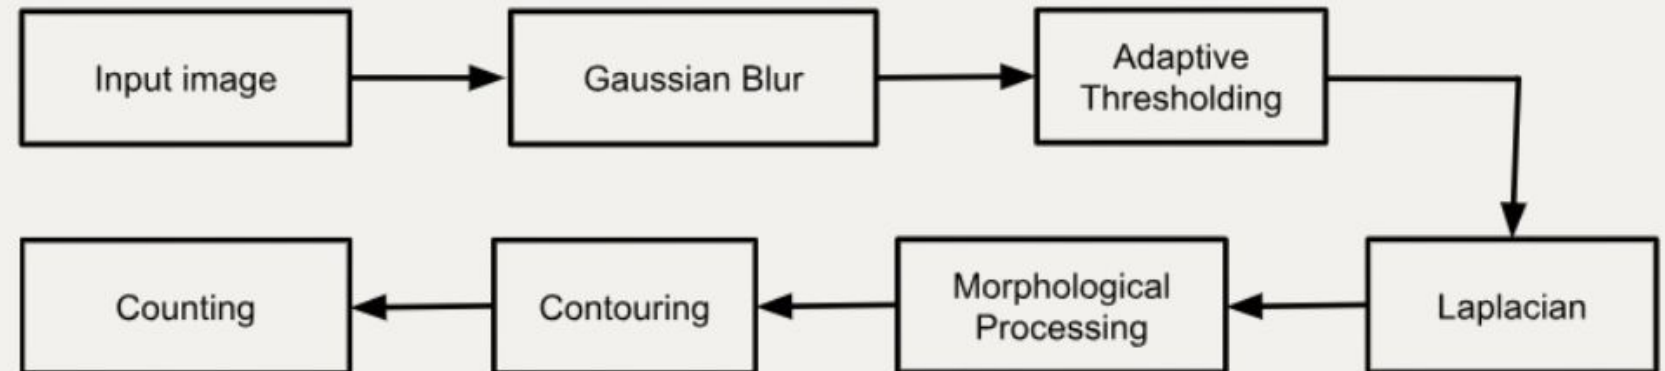 Input image
Gaussian Blur
Adaptive
Thresholding
Laplacian
Morphological
Processing
Contouring
Counting